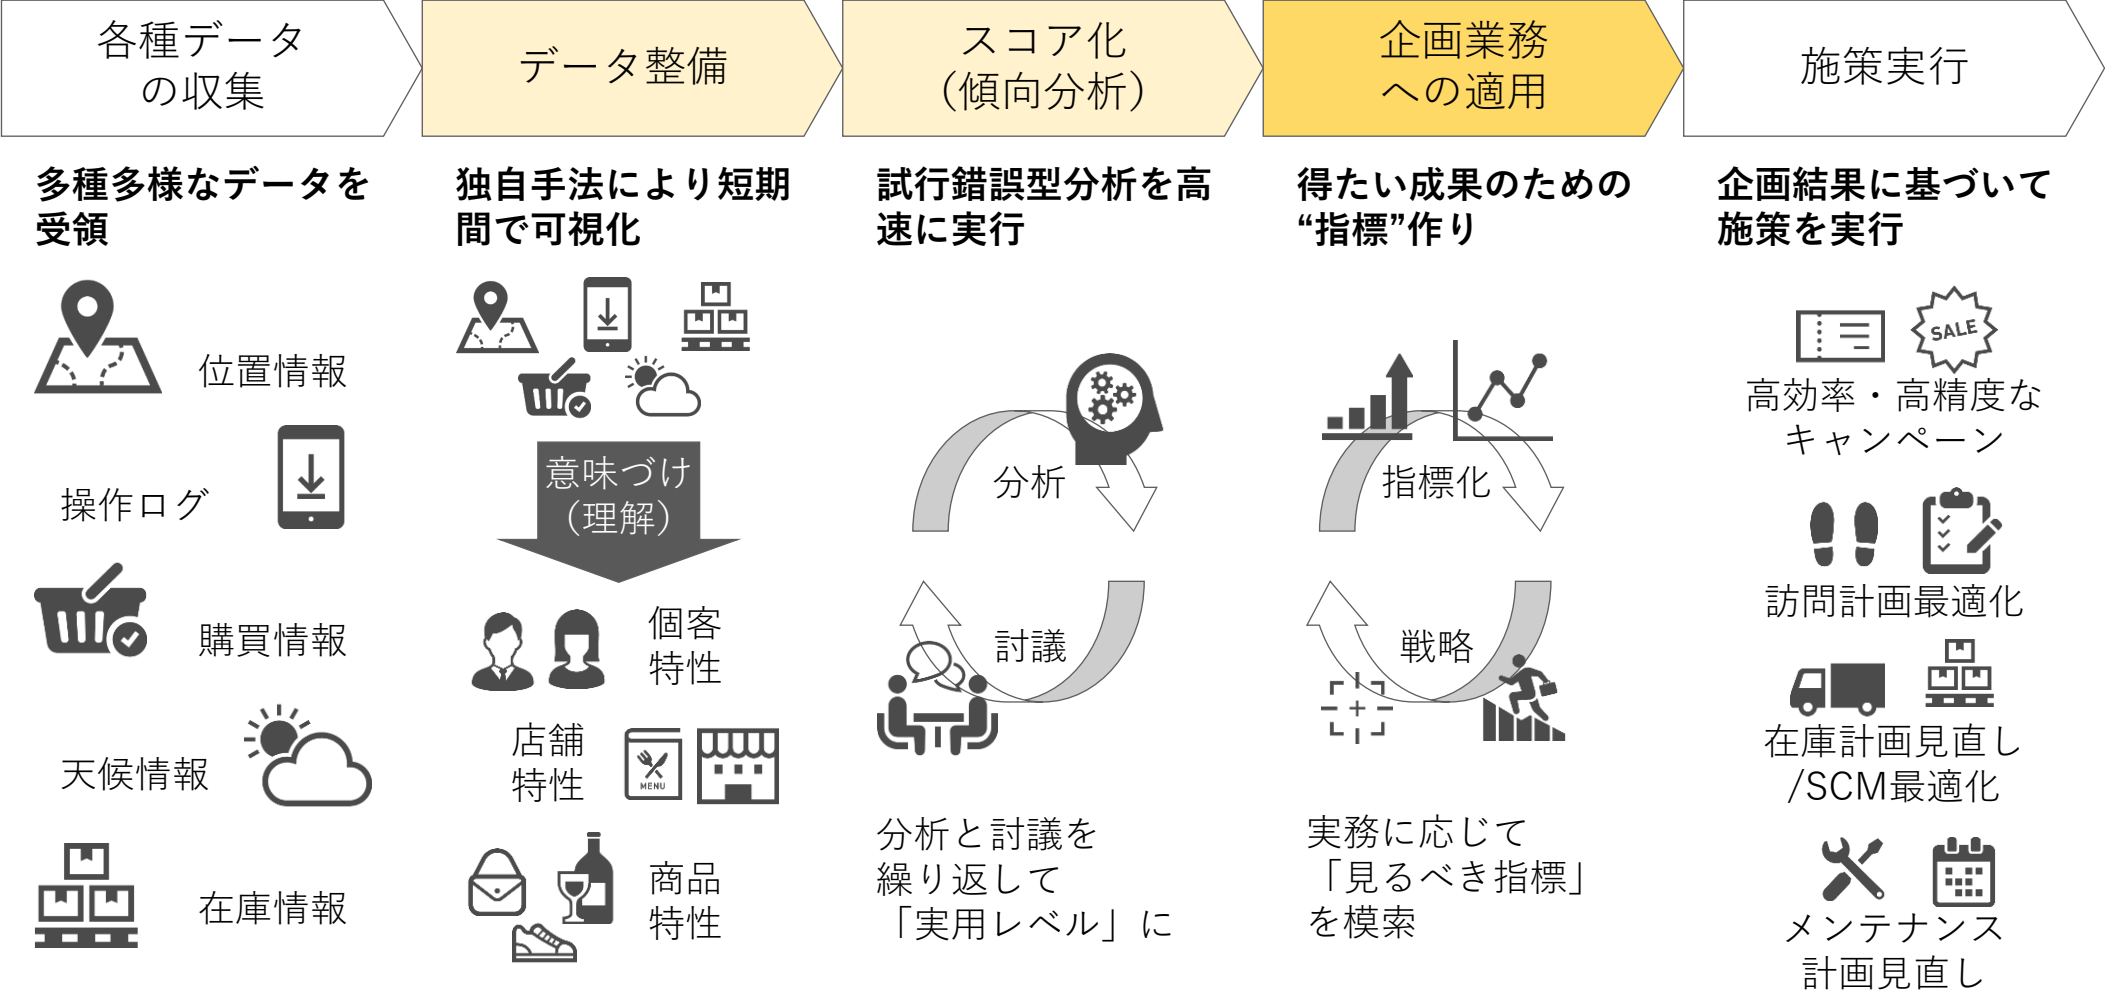 各種データ
の収集
データ整備
スコア化
（傾向分析）
企画業務
への適用
施策実行
多種多様なデータを
受領
位置情報
操作ログ
購買情報
天候情報
在庫情報
独自手法により短期
間で可視化
意味づけ
（理解）
個客
特性
店舗
特性
MENU
商品
特性
試行錯誤型分析を高
速に実行
分析
討議
分析と討議を
繰り返して
「実用レベル」に
得たい成果のための
“指標”作り
指標化
戦略
実務に応じて
「見るべき指標」
を模索
企画結果に基づいて
施策を実行
SALE
高効率・高精度な
キャンペーン
訪問計画最適化
在庫計画見直し
/SCM最適化
メンテナンス
計画見直し